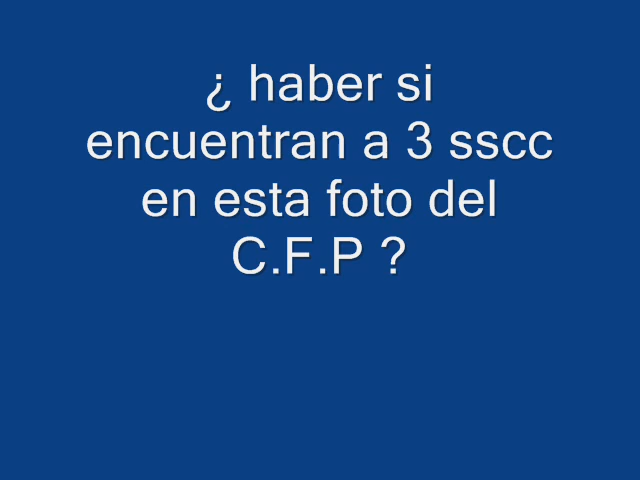 ¿ haber si
encuentran a 3 sscc
en esta foto del
C.F.P ?